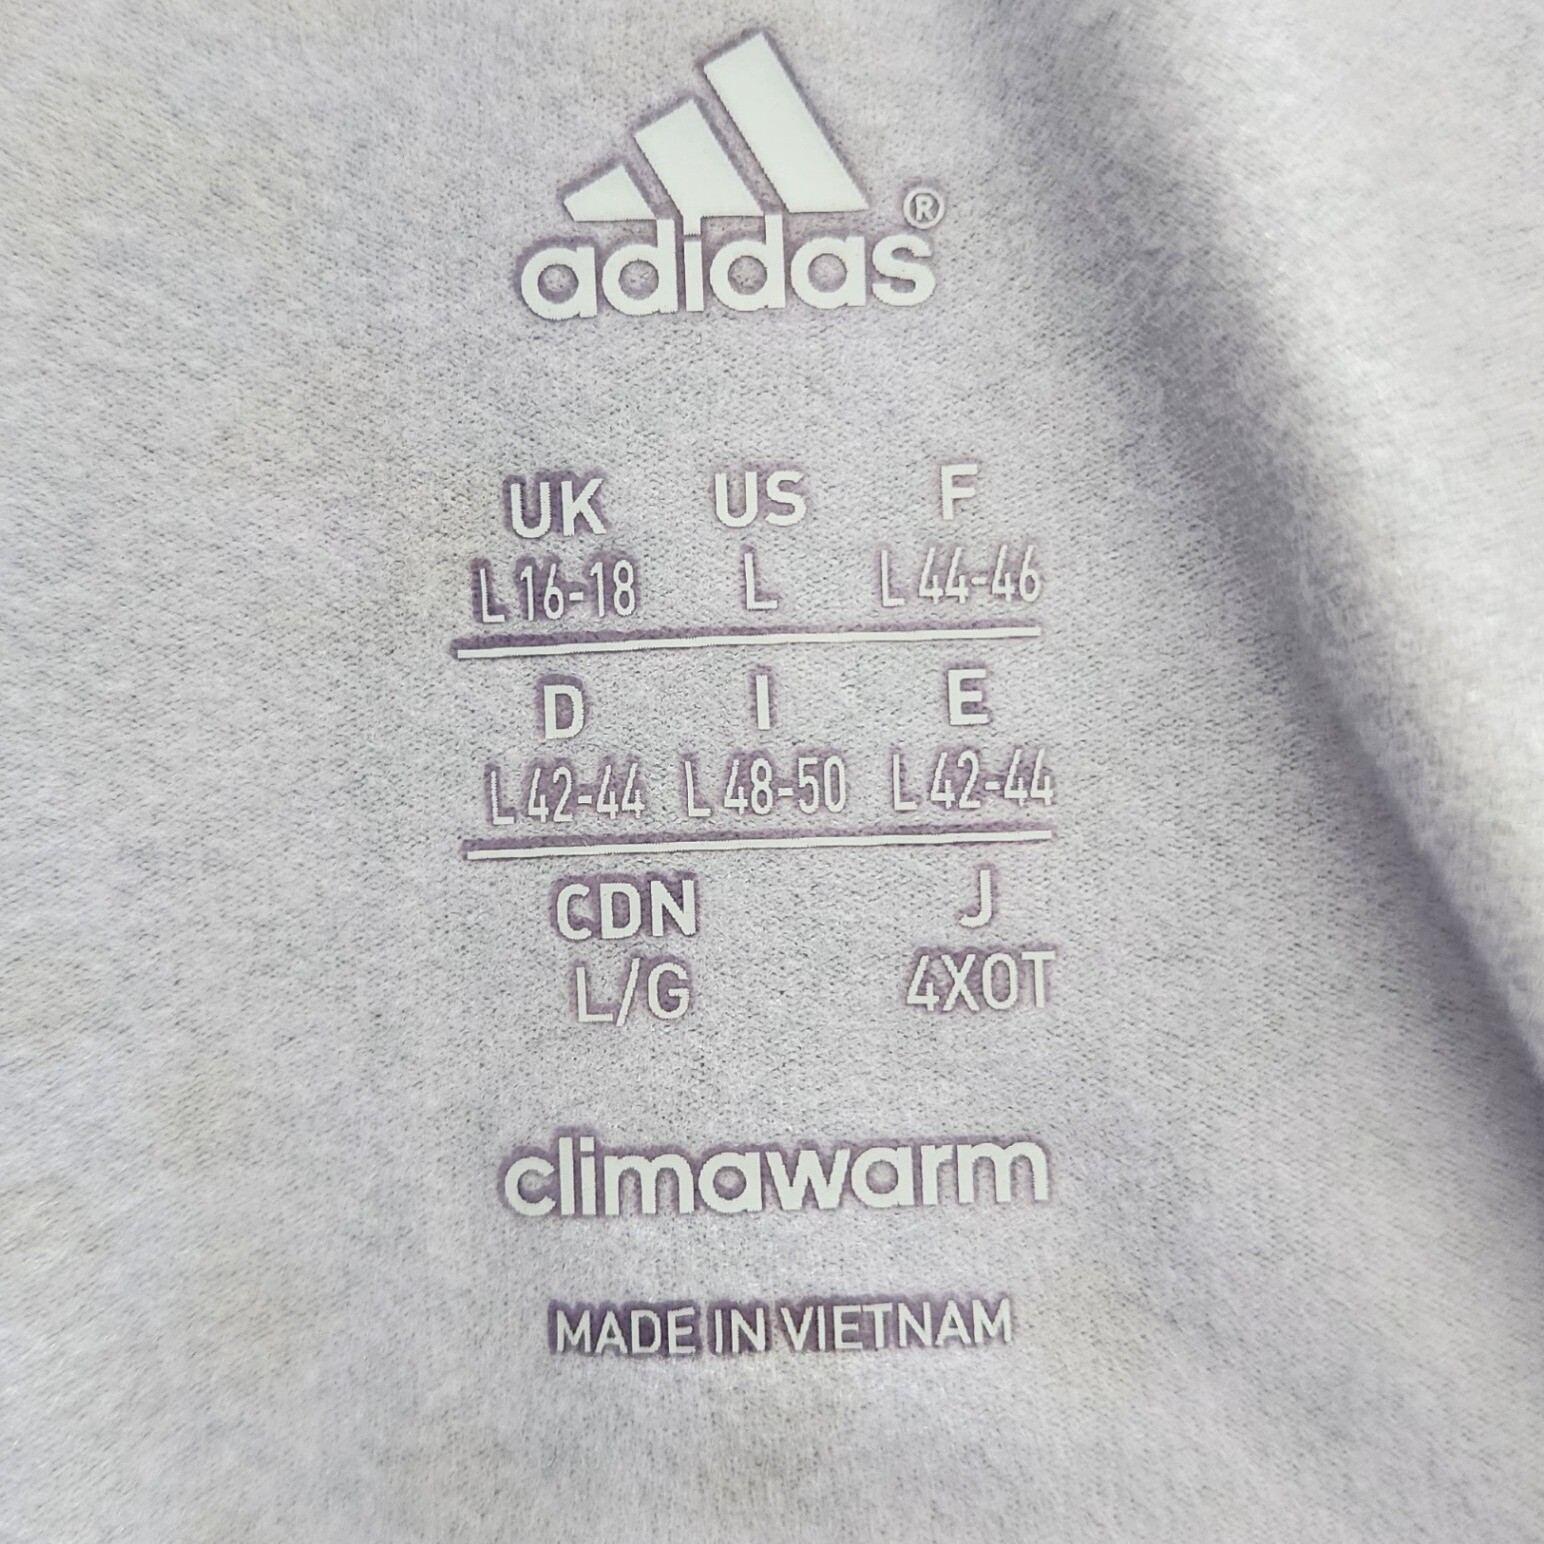 adidas®
UK US F
L 16-18 L L 44-46
D I E
L 42-44 L 48-50 L 42-44
CDN J
L/G 4XOT
climawarm
MADE IN VIETNAM